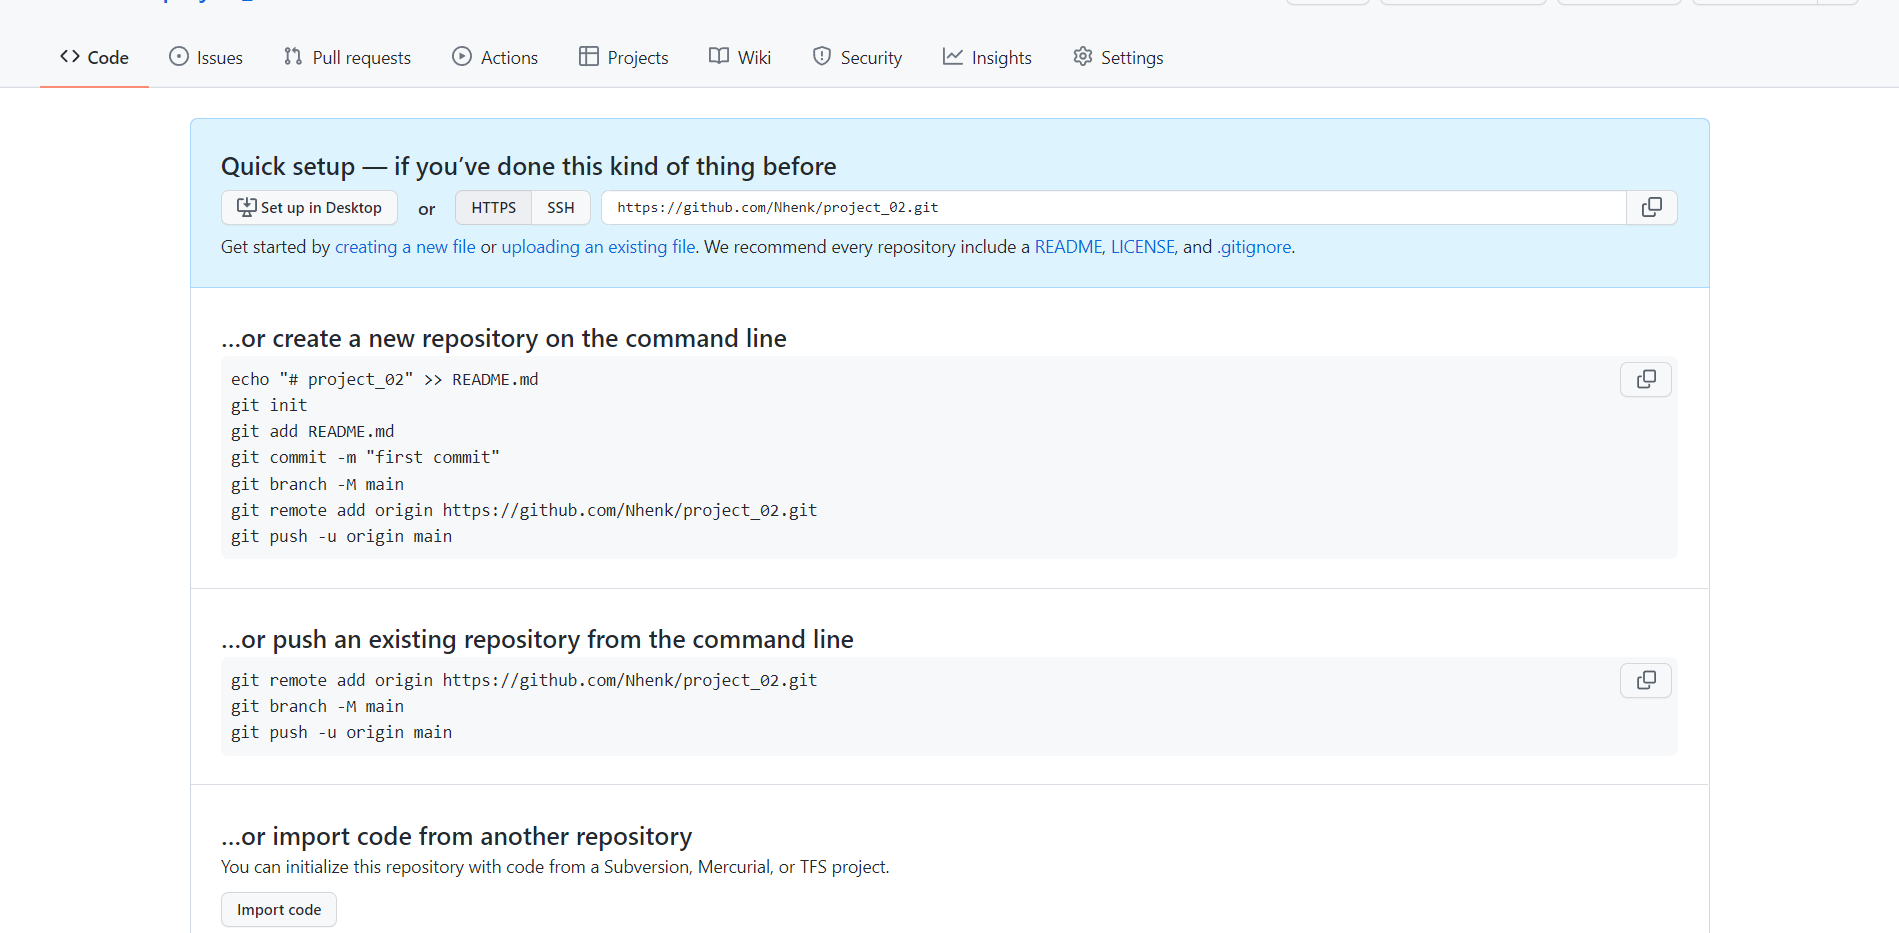 Code Issues Pull requests Actions Projects Wiki Security Insights Settings
Quick setup — if you’ve done this kind of thing before
Set up in Desktop or HTTPS SSH https://github.com/Nhenk/project_02.git
Get started by creating a new file or uploading an existing file. We recommend every repository include a README, LICENSE, and .gitignore.
...or create a new repository on the command line
echo "# project_02" >> README.md
git init
git add README.md
git commit -m "first commit"
git branch -M main
git remote add origin https://github.com/Nhenk/project_02.git
git push -u origin main
...or push an existing repository from the command line
git remote add origin https://github.com/Nhenk/project_02.git
git branch -M main
git push -u origin main
...or import code from another repository
You can initialize this repository with code from a Subversion, Mercurial, or TFS project.
Import code